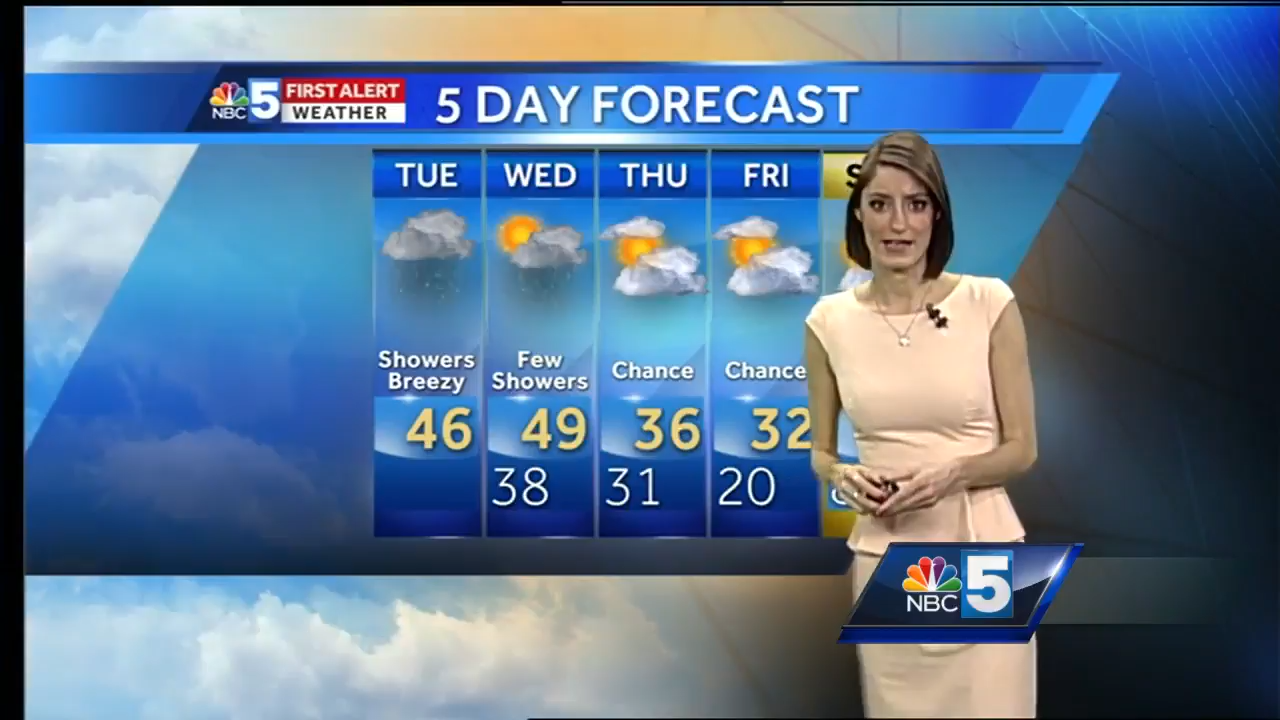 NBC 5 FIRST ALERT WEATHER 5 DAY FORECAST
TUE WED THU FRI
Showers Breezy
Few Showers
Chance
Chance
46 49 36 32
38 31 20
NBC 5